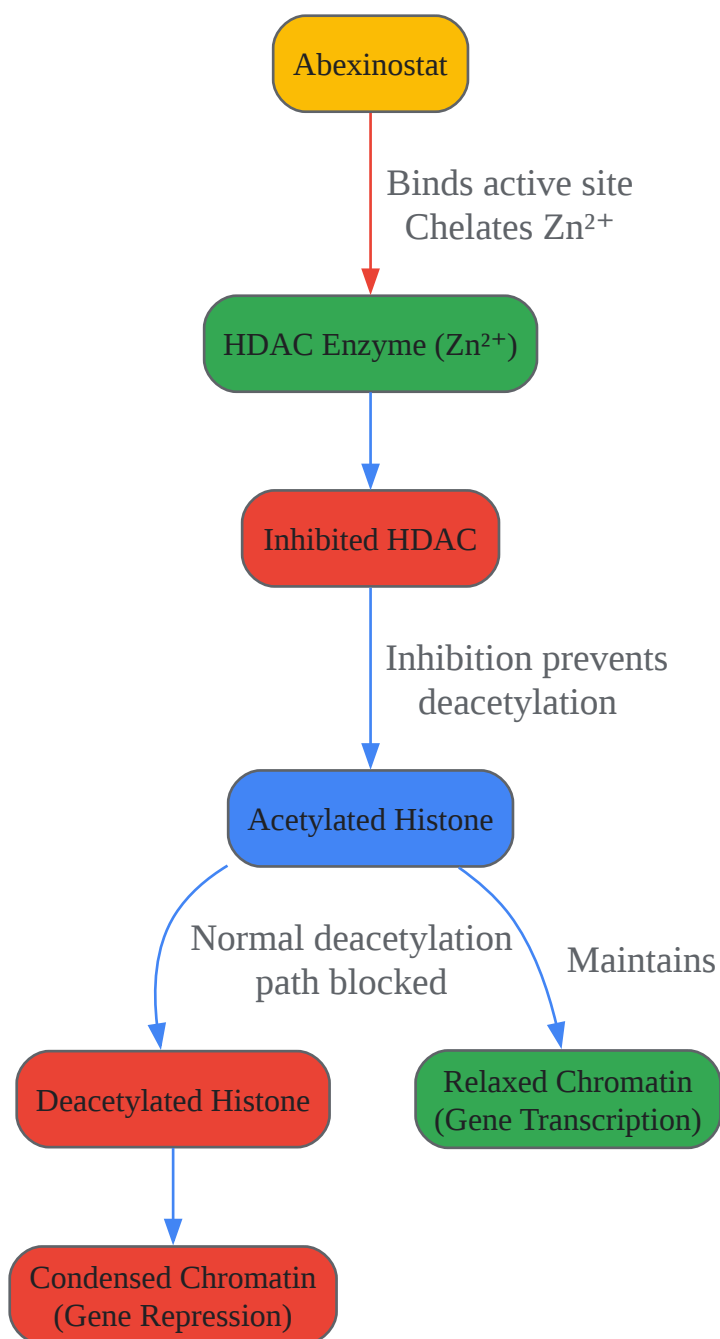 Abexinostat
Binds active site
Chelates Zn²⁺
HDAC Enzyme (Zn²⁺)
Inhibited HDAC
Inhibition prevents
deacetylation
Acetylated Histone
Normal deacetylation
path blocked
Maintains
Deacetylated Histone
Relaxed Chromatin
(Gene Transcription)
Condensed Chromatin
(Gene Repression)